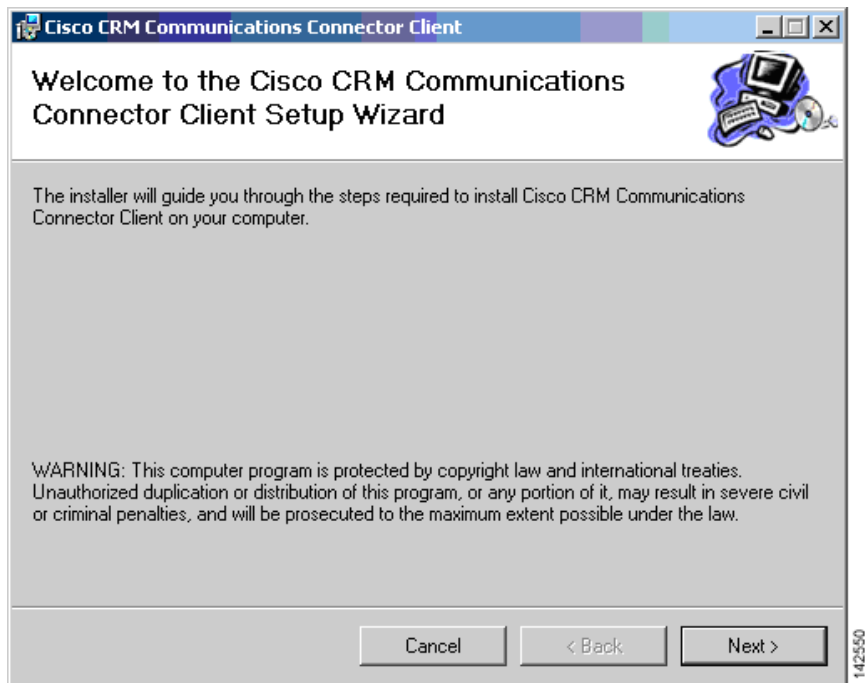 Cisco CRM Communications Connector Client
Welcome to the Cisco CRM Communications
Connector Client Setup Wizard
The installer will guide you through the steps required to install Cisco CRM Communications
Connector Client on your computer.
WARNING: This computer program is protected by copyright law and international treaties.
Unauthorized duplication or distribution of this program, or any portion of it, may result in severe civil
or criminal penalties, and will be prosecuted to the maximum extent possible under the law.
Cancel
< Back
Next >
142550